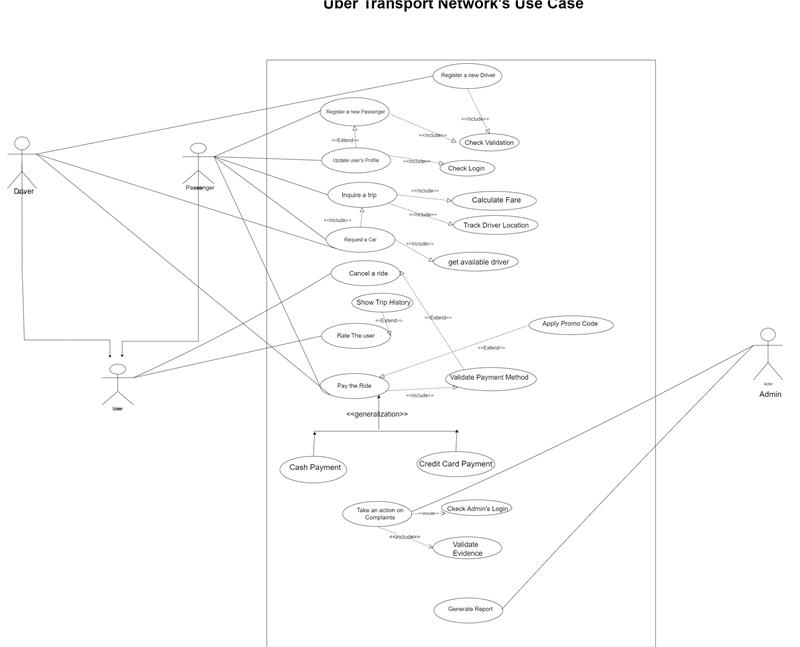 Uber Transport Network's Use Case
Register a new Driver
Register a new Passenger
<<Include>>
<<Include>>
<<Extend>>
Check Validation
Update user's Profile
<<Include>>
Check Login
Driver
Passenger
Inquire a trip
<<Include>>
Calculate Fare
<<Include>>
<<Include>>
Track Driver Location
Request a Car
<<Include>>
get available driver
Cancel a ride
Show Trip History
<<Extend>>
<<Extend>>
Apply Promo Code
Rate The user
<<Extend>>
Pay the Ride
Validate Payment Method
<<Include>>
User
Actor
Admin
<<generalization>>
Cash Payment
Credit Card Payment
Take an action on
Complaints
<<include>>
Ckeck Admin's Login
<<include>>
Validate
Evidence
Generate Report